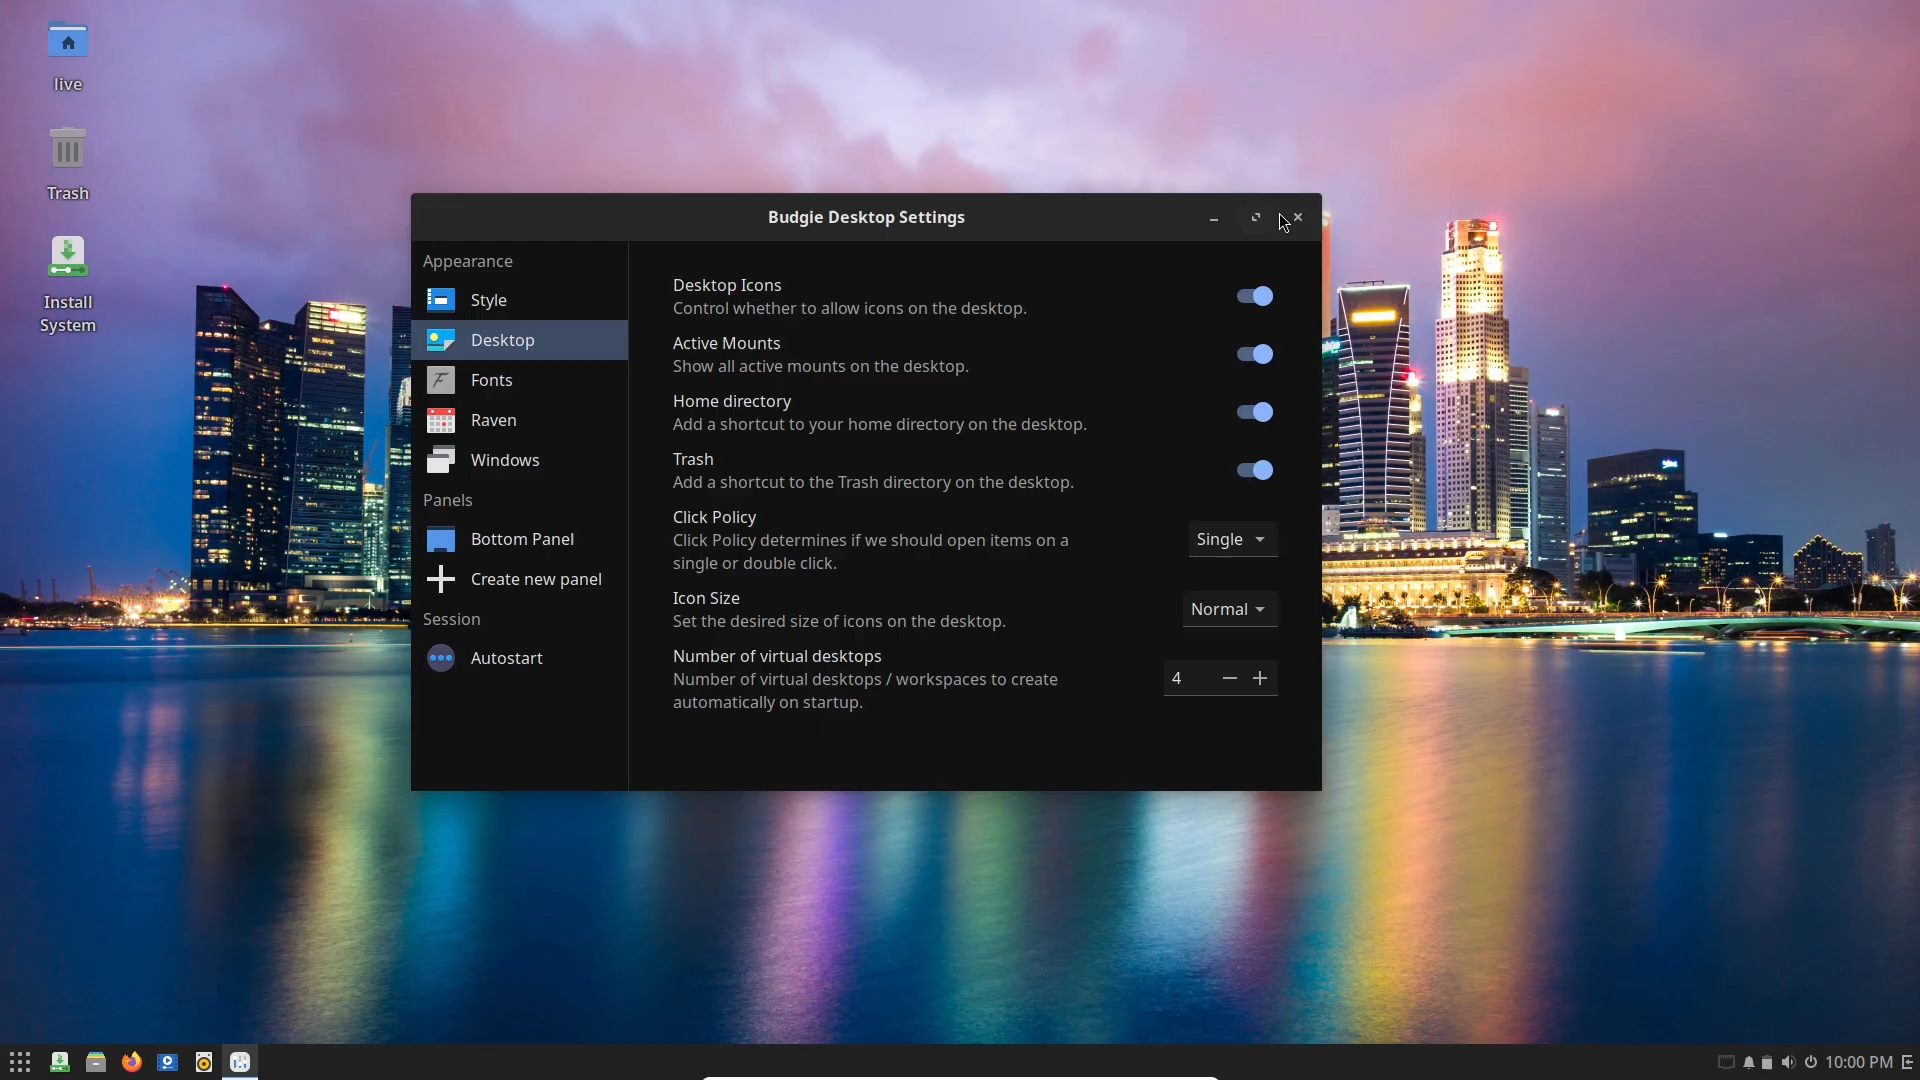 live
Trash
Install
System
Budgie Desktop Settings
Appearance
Style
Desktop
Fonts
Raven
Windows
Panels
Bottom Panel
Create new panel
Session
Autostart
Desktop Icons
Control whether to allow icons on the desktop.
Active Mounts
Show all active mounts on the desktop.
Home directory
Add a shortcut to your home directory on the desktop.
Trash
Add a shortcut to the Trash directory on the desktop.
Click Policy
Click Policy determines if we should open items on a
single or double click.
Single
Icon Size
Set the desired size of icons on the desktop.
Normal
Number of virtual desktops
Number of virtual desktops / workspaces to create
automatically on startup.
4
10:00 PM